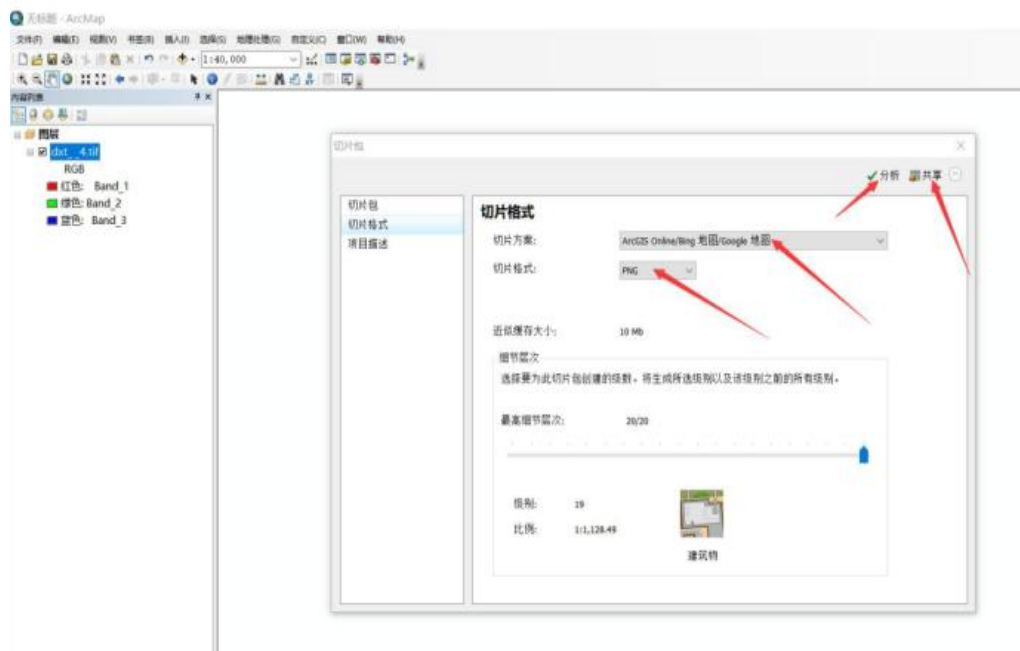 无标题 - ArcMap
文件(F) 编辑(E) 视图(V) 书签(B) 插入(I) 选择(S) 地理处理(G) 自定义(C) 窗口(W) 帮助(H)
1:40,000
内容列表
图层
dxt__4.tif
RGB
红色: Band_1
绿色: Band_2
蓝色: Band_3
切片包
分析 共享
切片包
切片格式
项目描述
切片格式
切片方案: ArcGIS Online/Bing 地图/Google 地图
切片格式: PNG
近似缓存大小: 10 Mb
细节层次
选择要为此切片包创建的级数。将生成所选级别以及该级别之前的所有级别。
最高细节层次: 20/20
级别: 19
比例: 1:1,128.49
建筑物